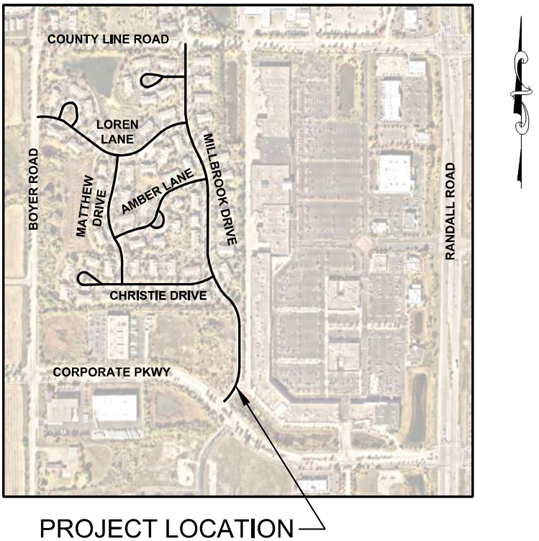 COUNTY LINE ROAD
LOREN
LANE
MILLBROOK DRIVE
BOYER ROAD
MATTHEW
DRIVE
AMBER LANE
RANDALL ROAD
CHRISTIE DRIVE
CORPORATE PKWY
PROJECT LOCATION